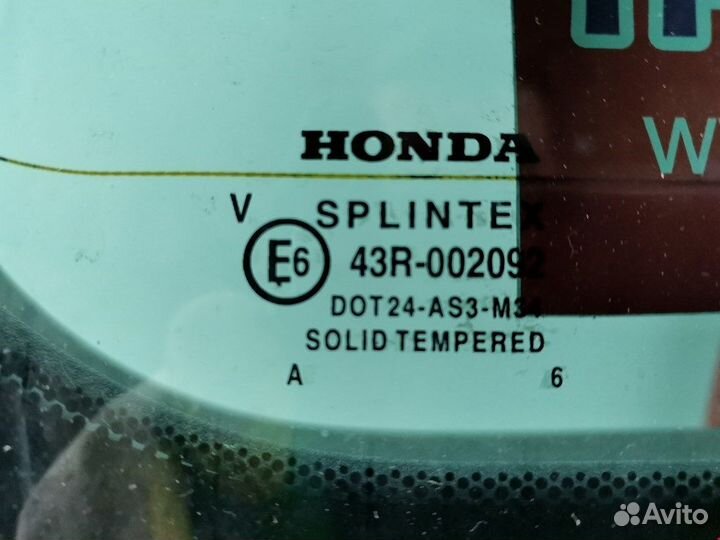 HONDA
V SPLINTEX
E6 43R-002092
DOT24-AS3-M34
SOLID TEMPERED
A 6
Avito